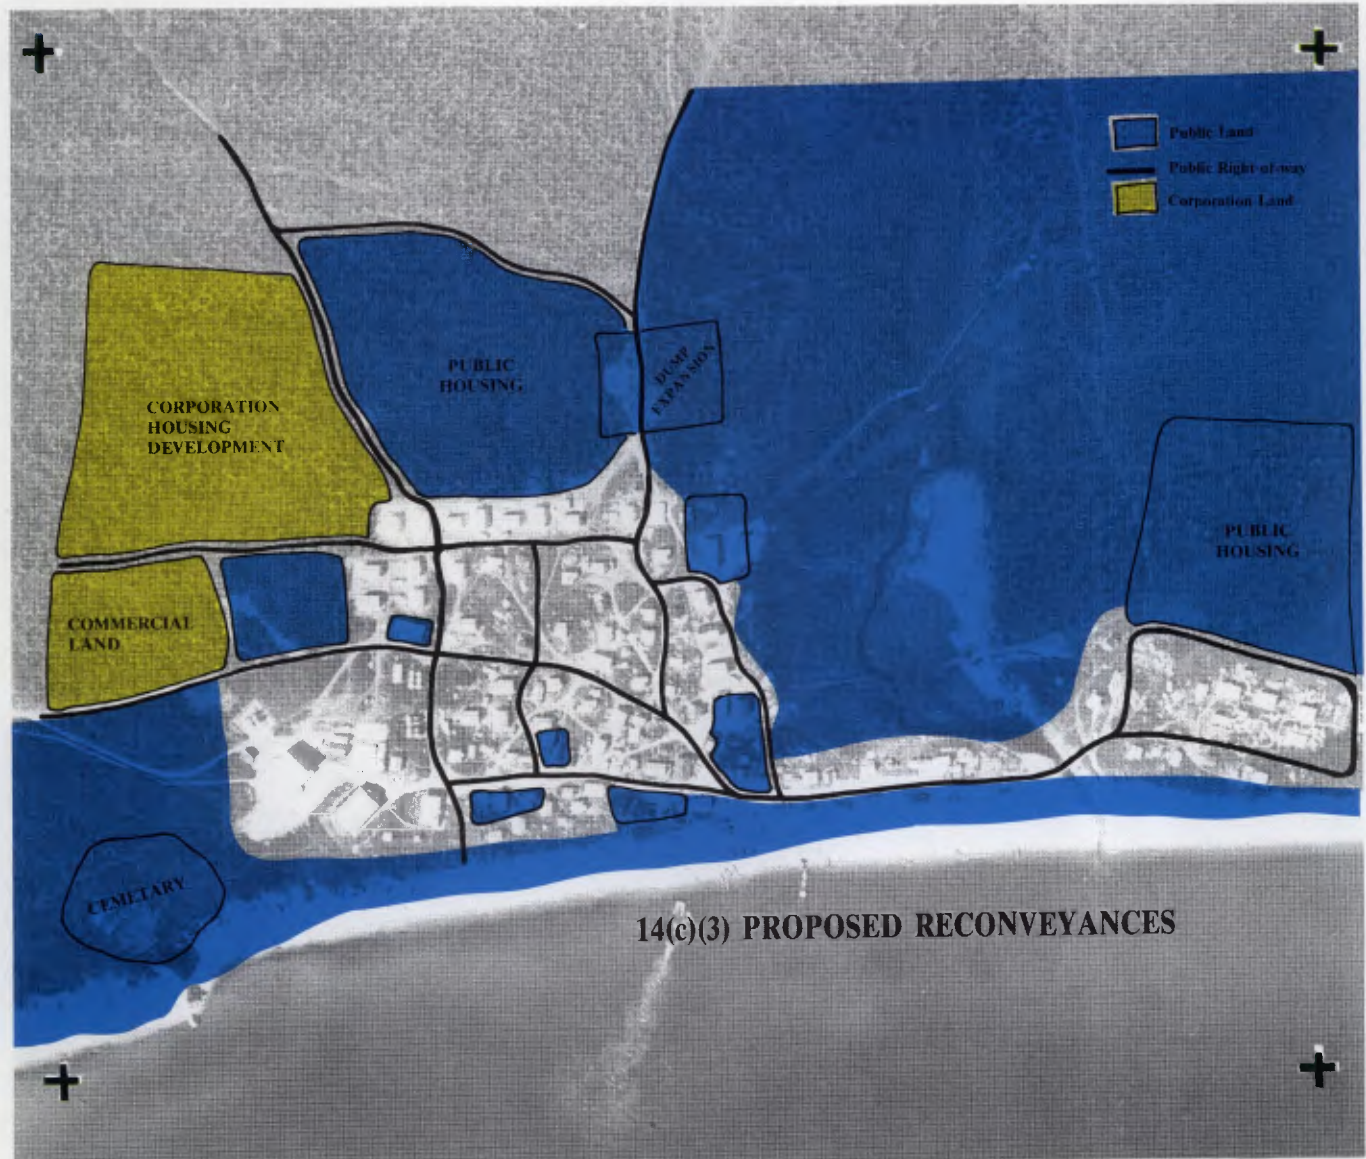 Public Land
Public Right-of-way
Corporation Land
PUBLIC
HOUSING
DUMP
EXPANSION
CORPORATION
HOUSING
DEVELOPMENT
PUBLIC
HOUSING
COMMERCIAL
LAND
CEMETARY
14(c)(3) PROPOSED RECONVEYANCES